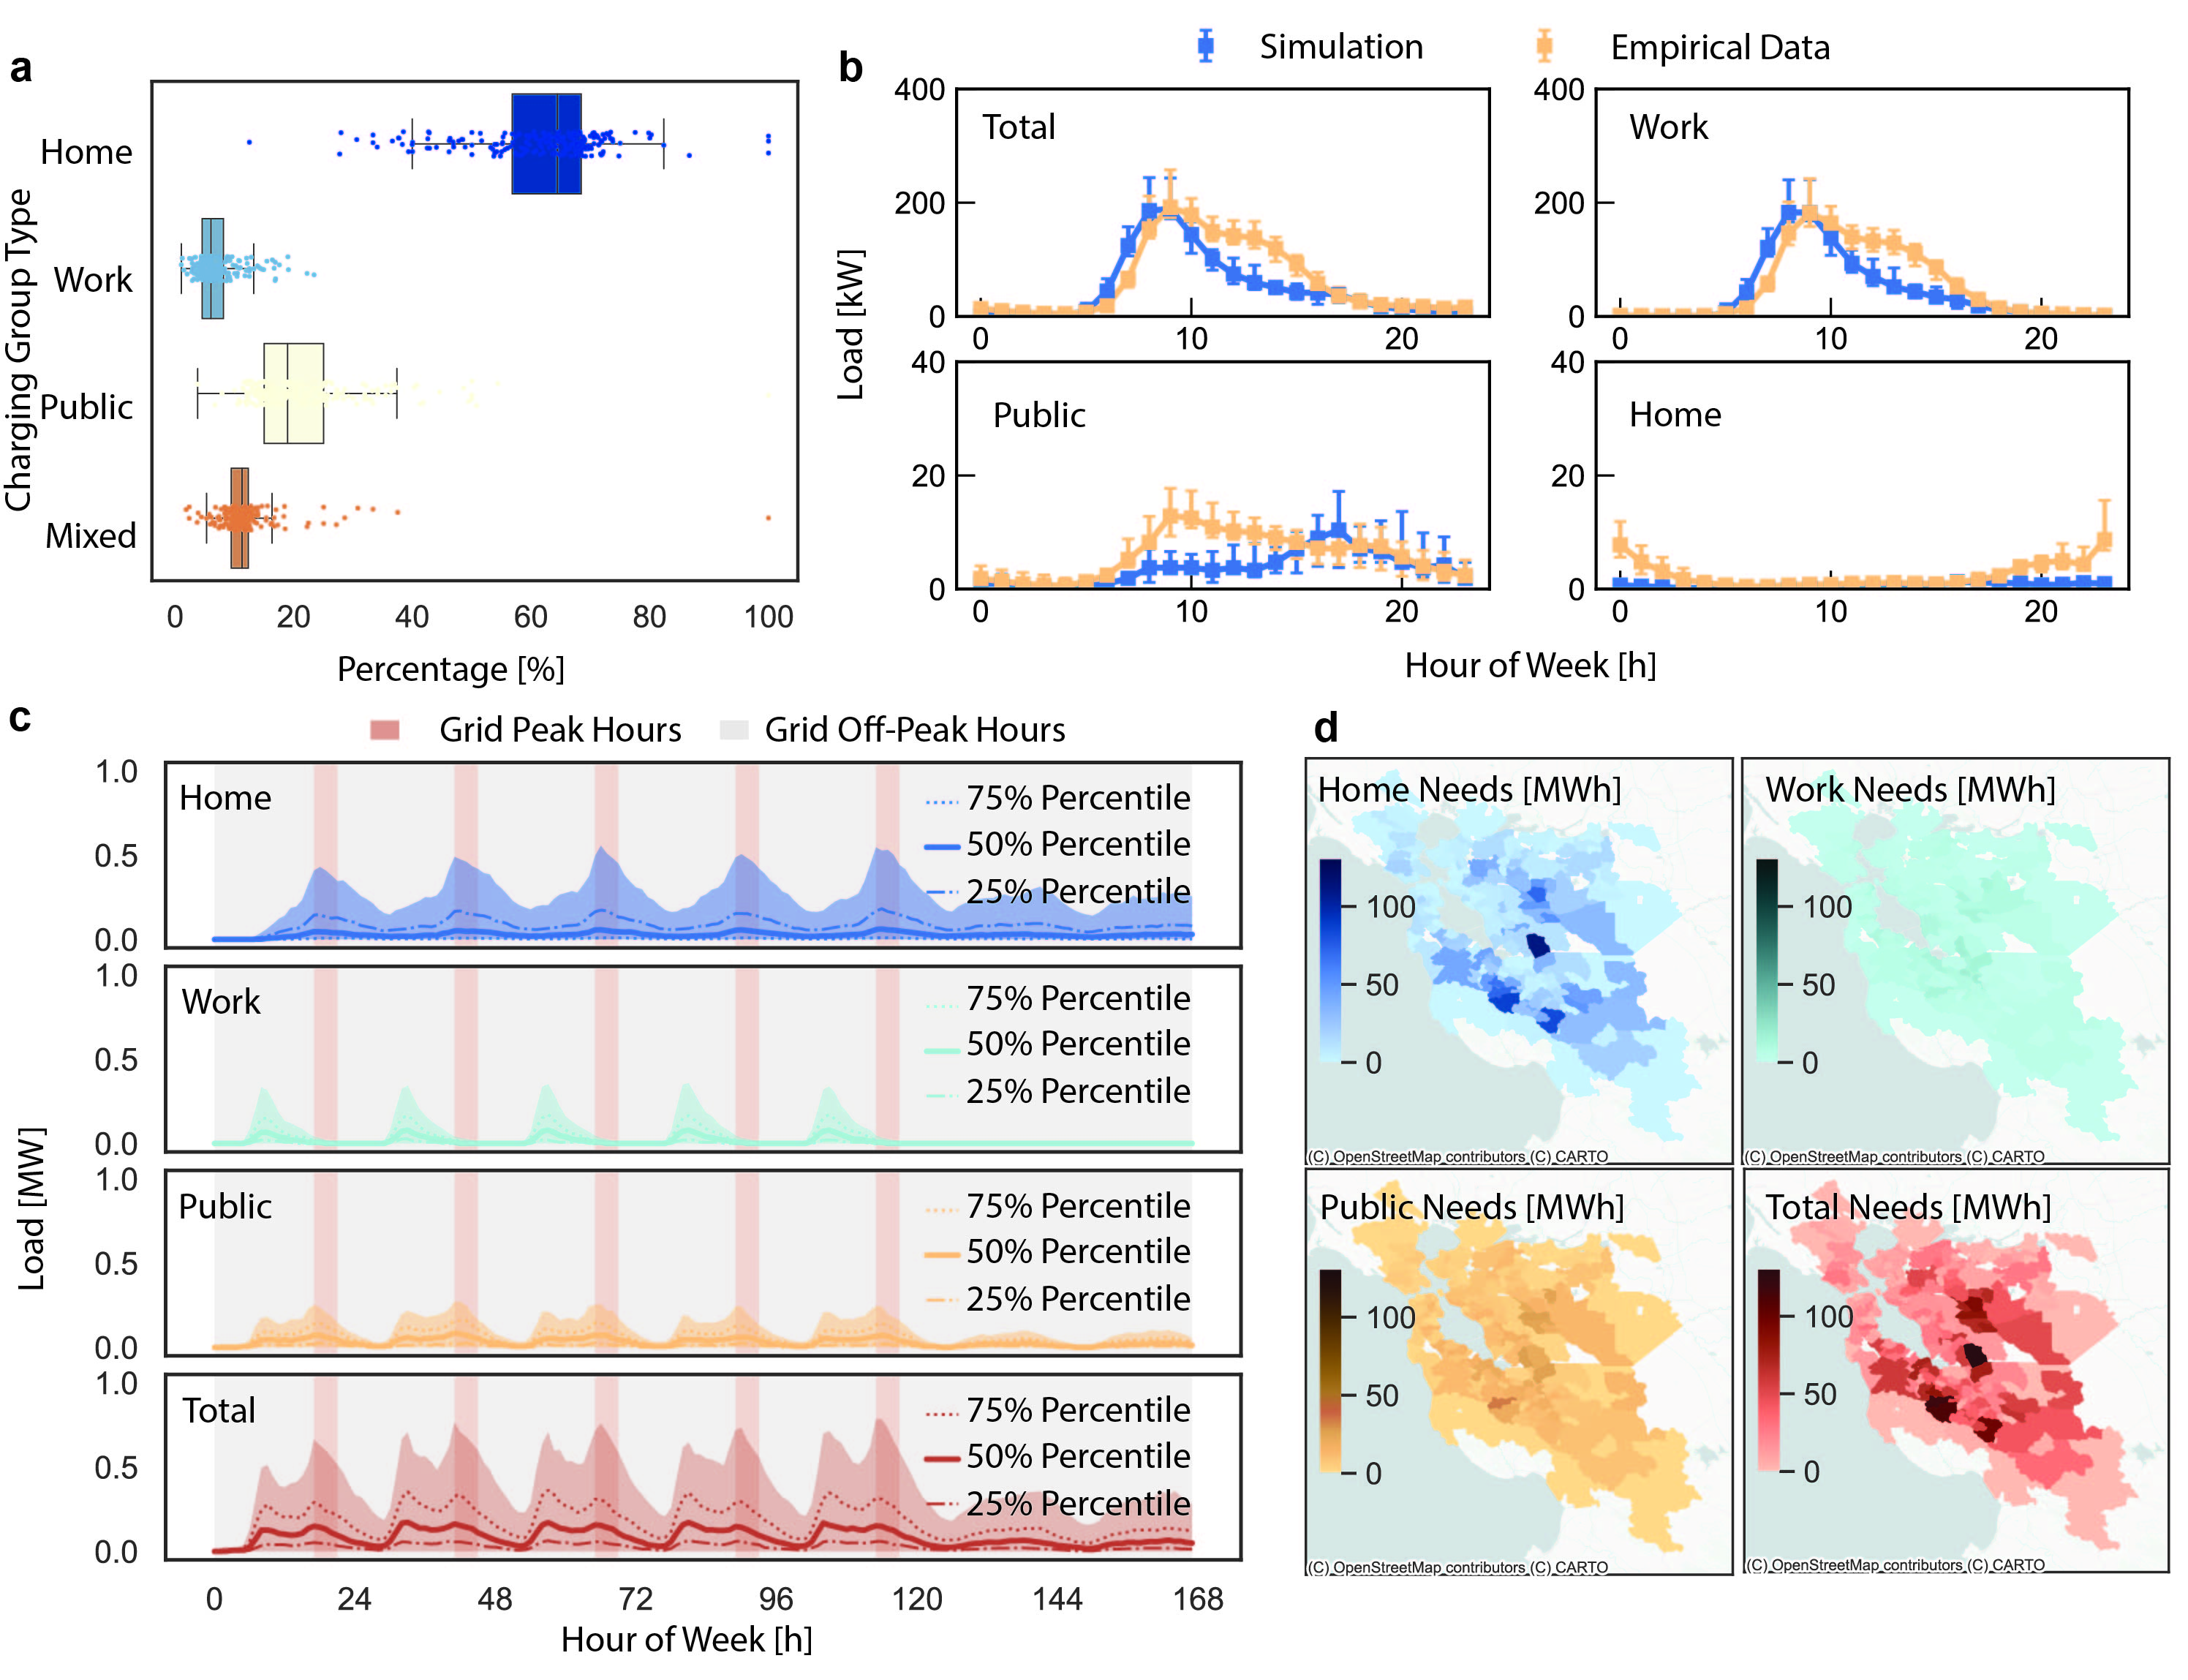 a
Charging Group Type
Home
Work
Public
Mixed
0 20 40 60 80 100
Percentage [%]
b
Simulation
Empirical Data
Load [kW]
400
200
0
Total
0 10 20
400
200
0
Work
0 10 20
40
20
0
Public
0 10 20
40
20
0
Home
0 10 20
Hour of Week [h]
c
Grid Peak Hours
Grid Off-Peak Hours
Load [MW]
1.0
0.5
0.0
Home
75% Percentile
50% Percentile
25% Percentile
1.0
0.5
0.0
Work
75% Percentile
50% Percentile
25% Percentile
1.0
0.5
0.0
Public
75% Percentile
50% Percentile
25% Percentile
1.0
0.5
0.0
Total
75% Percentile
50% Percentile
25% Percentile
0 24 48 72 96 120 144 168
Hour of Week [h]
d
Home Needs [MWh]
100
50
0
(C) OpenStreetMap contributors (C) CARTO
Work Needs [MWh]
100
50
0
(C) OpenStreetMap contributors (C) CARTO
Public Needs [MWh]
100
50
0
(C) OpenStreetMap contributors (C) CARTO
Total Needs [MWh]
100
50
0
(C) OpenStreetMap contributors (C) CARTO